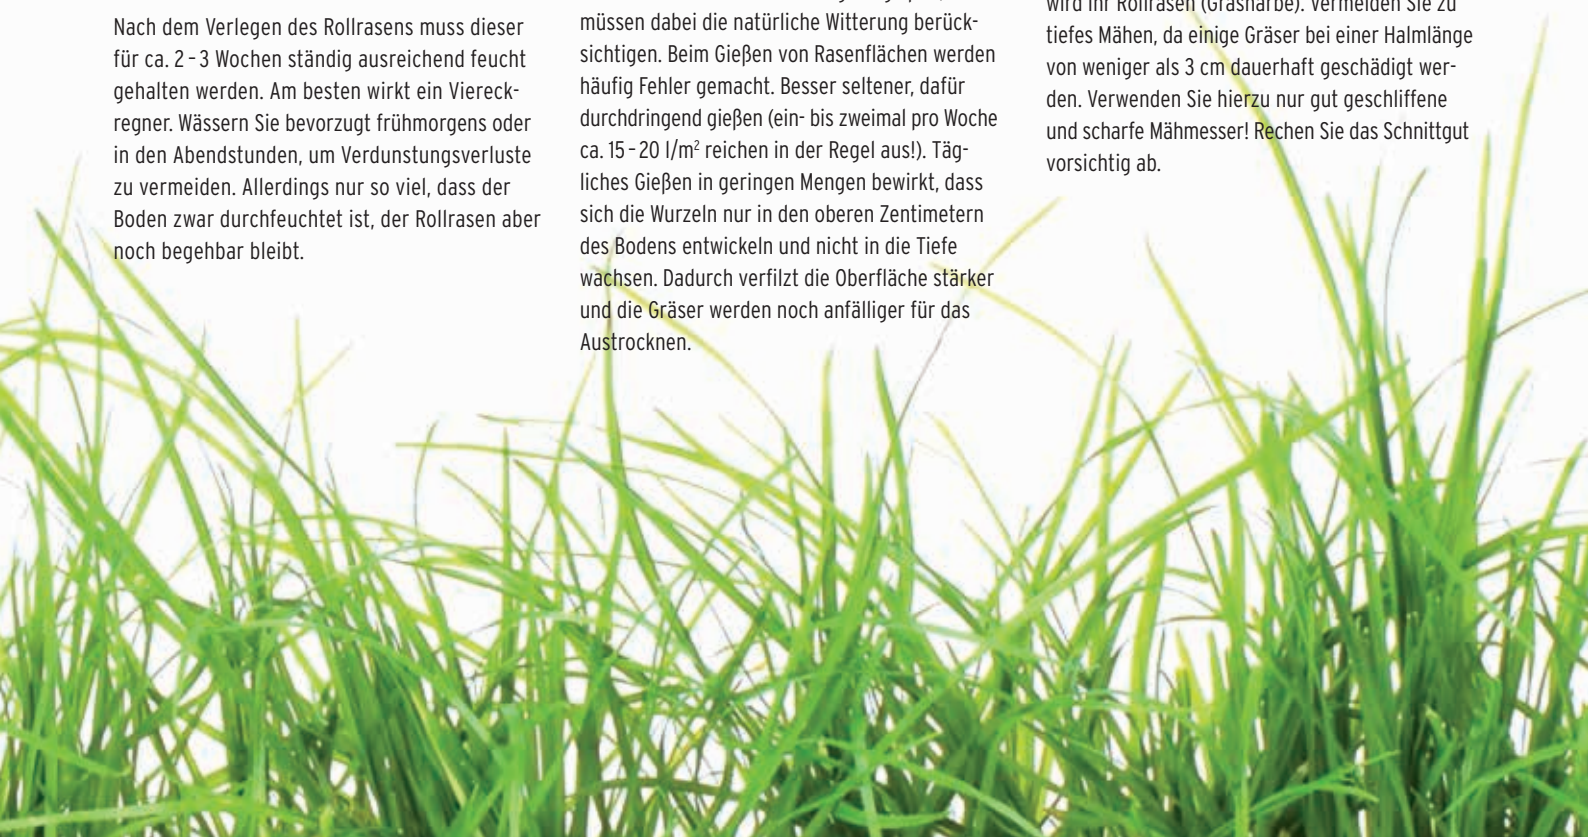 Nach dem Verlegen des Rollrasens muss dieser
für ca. 2 – 3 Wochen ständig ausreichend feucht
gehalten werden. Am besten wirkt ein Viereck-
regner. Wässern Sie bevorzugt frühmorgens oder
in den Abendstunden, um Verdunstungsverluste
zu vermeiden. Allerdings nur so viel, dass der
Boden zwar durchfeuchtet ist, der Rollrasen aber
noch begehbar bleibt.
müssen dabei die natürliche Witterung berück-
sichtigen. Beim Gießen von Rasenflächen werden
häufig Fehler gemacht. Besser seltener, dafür
durchdringend gießen (ein- bis zweimal pro Woche
ca. 15 – 20 l/m² reichen in der Regel aus!). Täg-
liches Gießen in geringen Mengen bewirkt, dass
sich die Wurzeln nur in den oberen Zentimetern
des Bodens entwickeln und nicht in die Tiefe
wachsen. Dadurch verfilzt die Oberfläche stärker
und die Gräser werden noch anfälliger für das
Austrocknen.
wird Ihr Rollrasen (Grasnarbe). Vermeiden Sie zu
tiefes Mähen, da einige Gräser bei einer Halmlänge
von weniger als 3 cm dauerhaft geschädigt wer-
den. Verwenden Sie hierzu nur gut geschliffene
und scharfe Mähmesser! Rechen Sie das Schnittgut
vorsichtig ab.